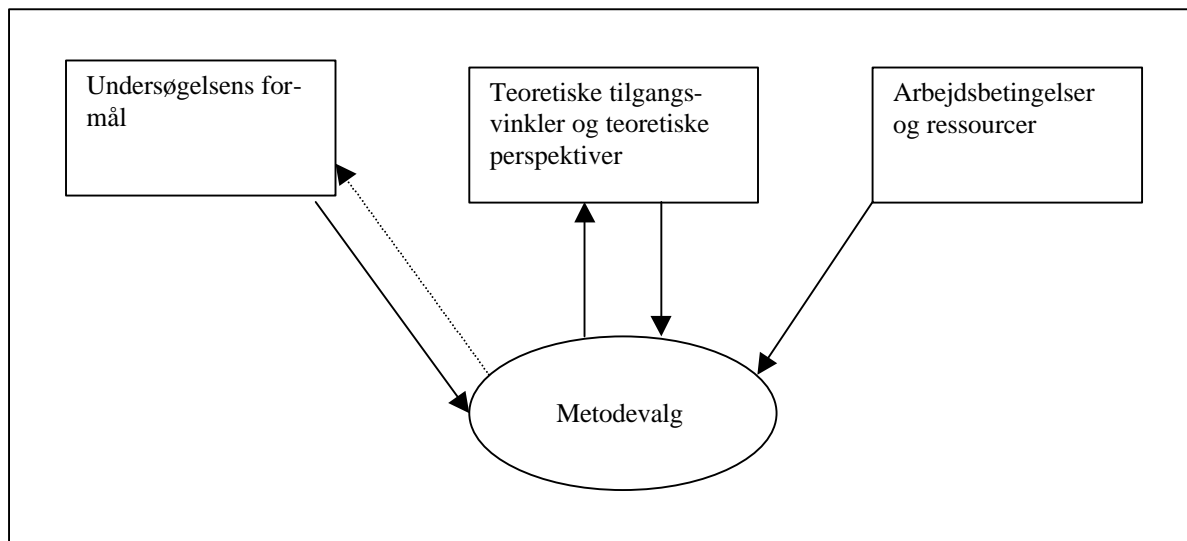 Undersøgelsens for-
mål
Teoretiske tilgangs-
vinkler og teoretiske
perspektiver
Arbejdsbetingelser
og ressourcer
Metodevalg